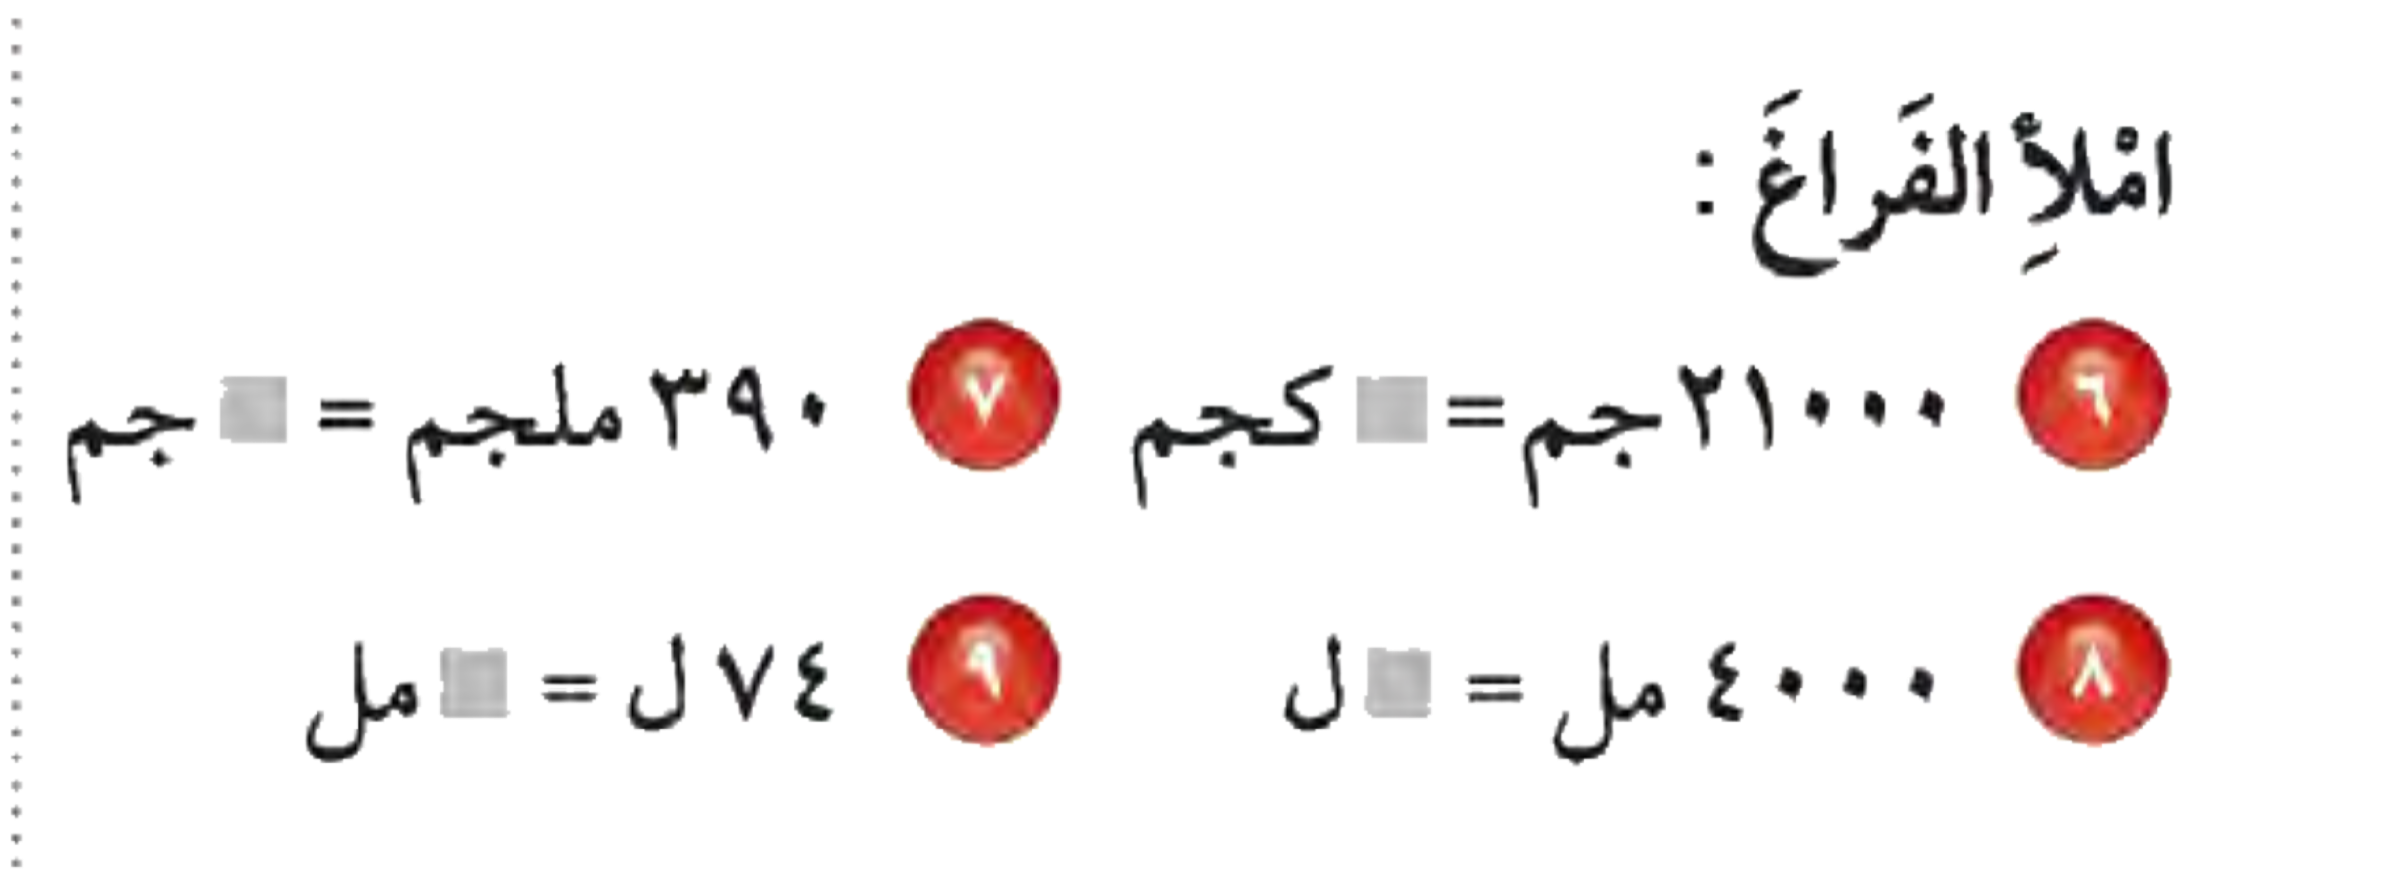 امْلأِ الفَراغَ :
٦ ٢١٠٠٠ جم = كجم ٧ ٣٩٠ ملجم = جم
٨ ٤٠٠٠ مل = ل ٩ ٧٤ ل = مل